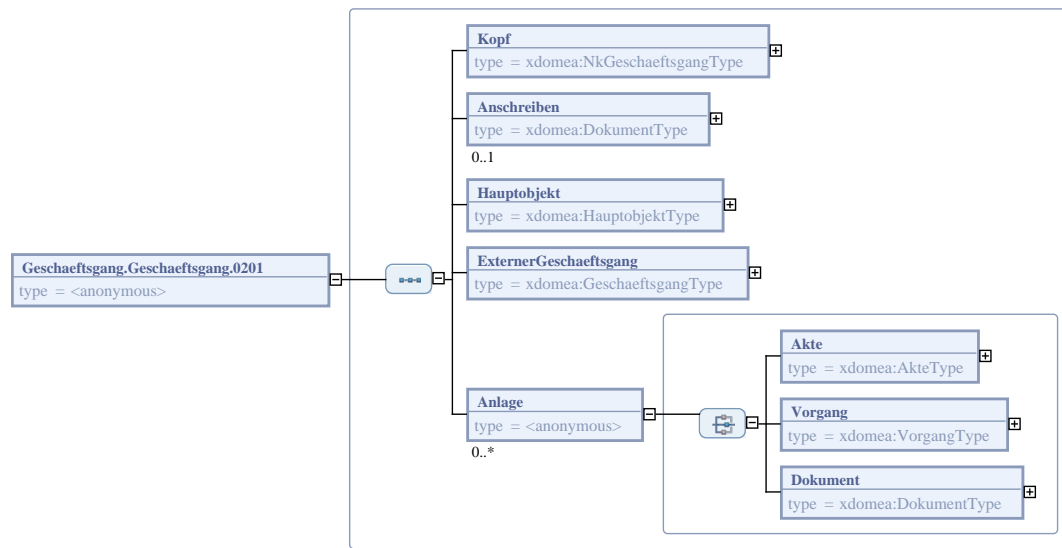 Kopf
type = xdomea:NkGeschaeftsgangType
Anschreiben
type = xdomea:DokumentType
0..1
Hauptobjekt
type = xdomea:HauptobjektType
Geschaeftsgang.Geschaeftsgang.0201
type = <anonymous>
ExternerGeschaeftsgang
type = xdomea:GeschaeftsgangType
Anlage
type = <anonymous>
0..*
Akte
type = xdomea:AkteType
Vorgang
type = xdomea:VorgangType
Dokument
type = xdomea:DokumentType